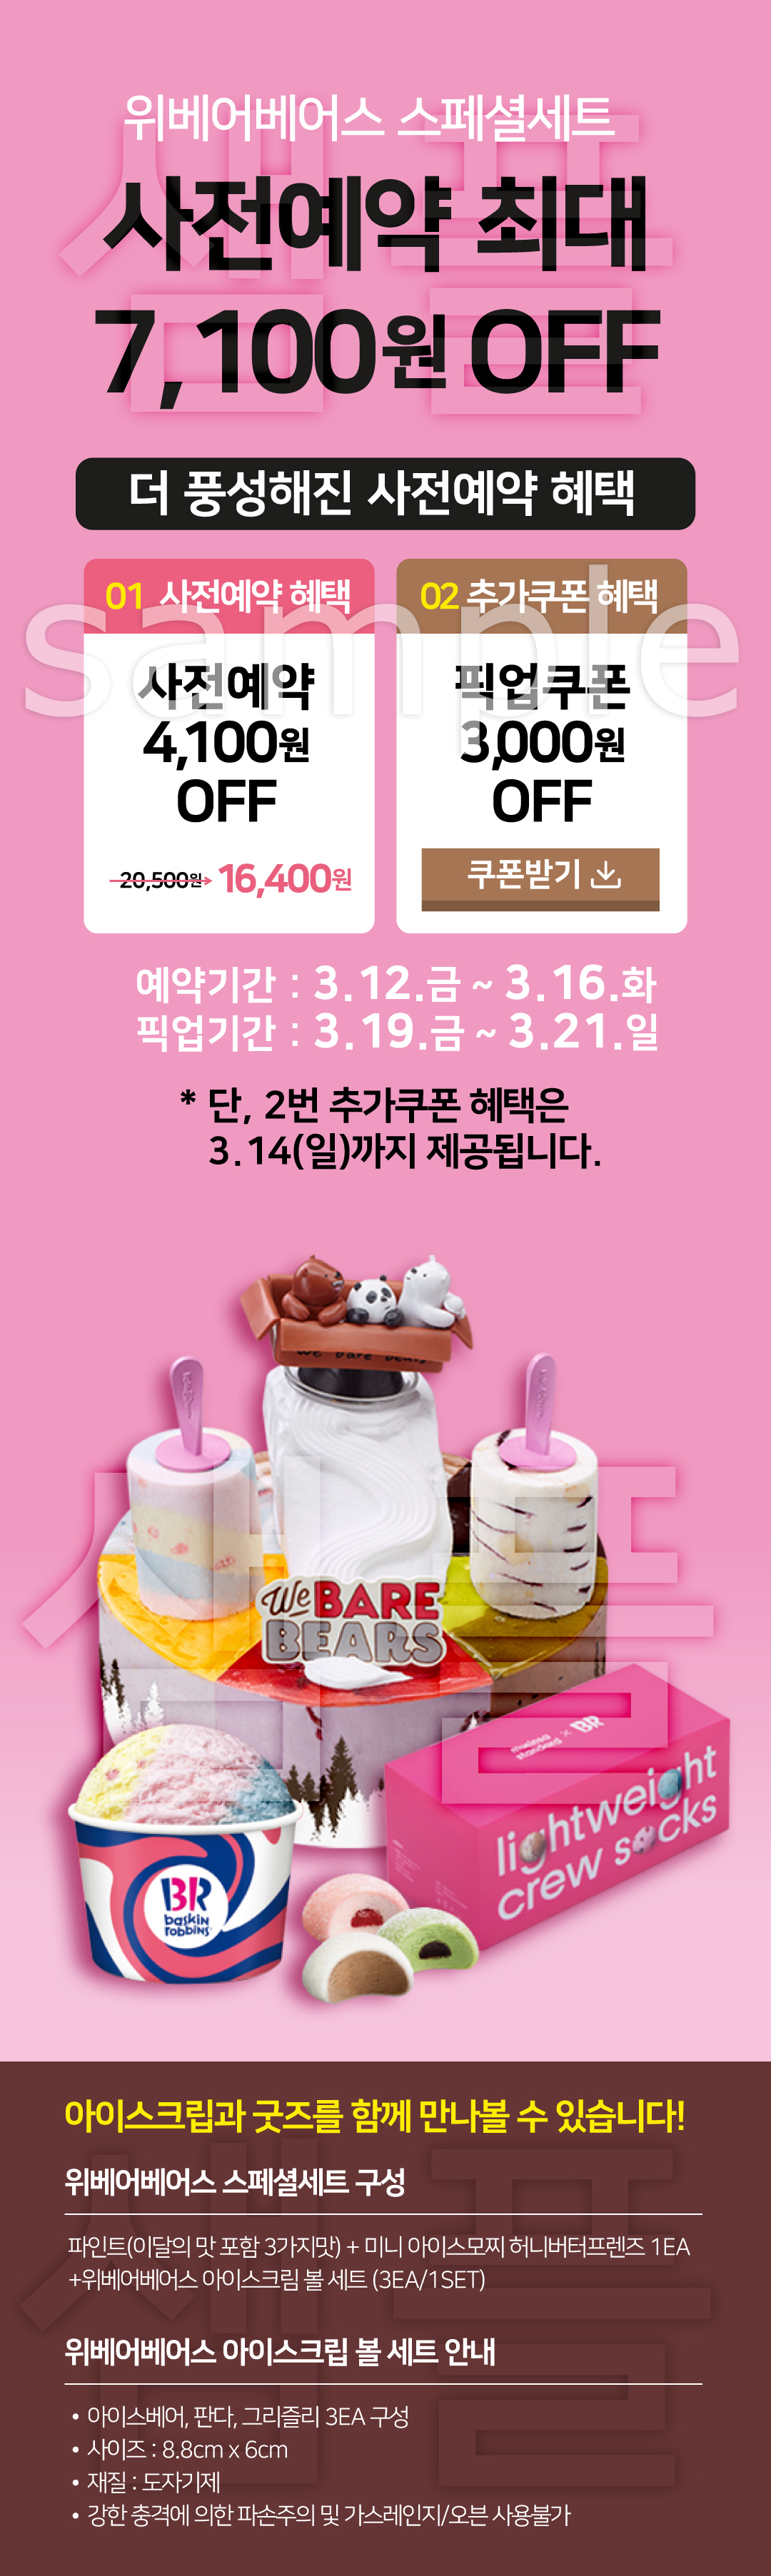 위베어베어스 스페셜세트
사전예약 최대
7,100원 OFF
더 풍성해진 사전예약 혜택
01 사전예약 혜택
사전예약
4,100원
OFF
20,500원→ 16,400원
02 추가쿠폰 혜택
픽업쿠폰
3,000원
OFF
쿠폰받기
샘플
sample
예약기간 : 3.12.금 ~ 3.16.화
픽업기간 : 3.19.금 ~ 3.21.일
* 단, 2번 추가쿠폰 혜택은
3.14(일)까지 제공됩니다.
we bare bears
We BARE
BEARS
샘플
musinsa
standard × BR
lightweight
crew socks
BR
baskin
robbins
아이스크립과 굿즈를 함께 만나볼 수 있습니다!
위베어베어스 스페셜세트 구성
파인트(이달의 맛 포함 3가지맛) + 미니 아이스모찌 허니버터프렌즈 1EA
+위베어베어스 아이스크림 볼 세트 (3EA/1SET)
샘플
위베어베어스 아이스크립 볼 세트 안내
• 아이스베어, 판다, 그리즐리 3EA 구성
• 사이즈 : 8.8cm x 6cm
• 재질 : 도자기제
• 강한 충격에 의한 파손주의 및 가스레인지/오븐 사용불가